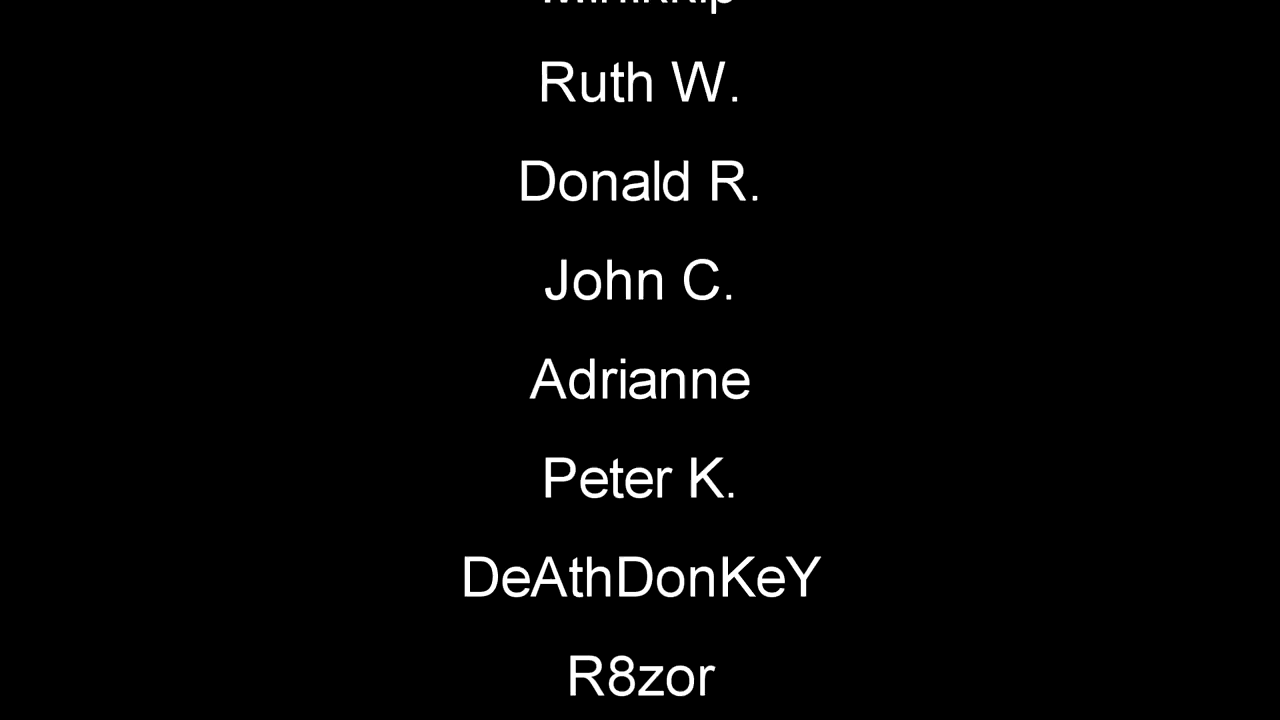 Ruth W.
Donald R.
John C.
Adrianne
Peter K.
DeAthDonKeY
R8zor